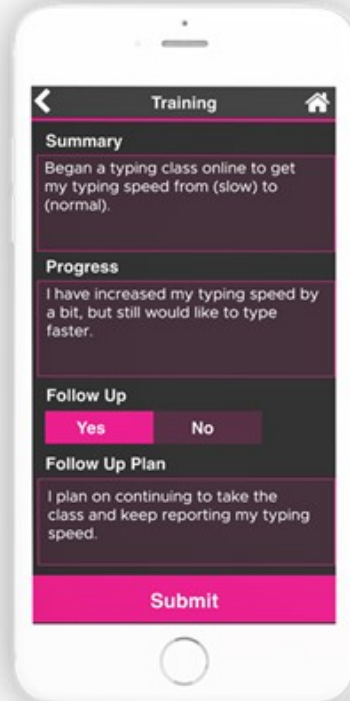 Training
Summary
Began a typing class online to get
my typing speed from (slow) to
(normal).
Progress
I have increased my typing speed by
a bit, but still would like to type
faster.
Follow Up
Yes No
Follow Up Plan
I plan on continuing to take the
class and keep reporting my typing
speed.
Submit